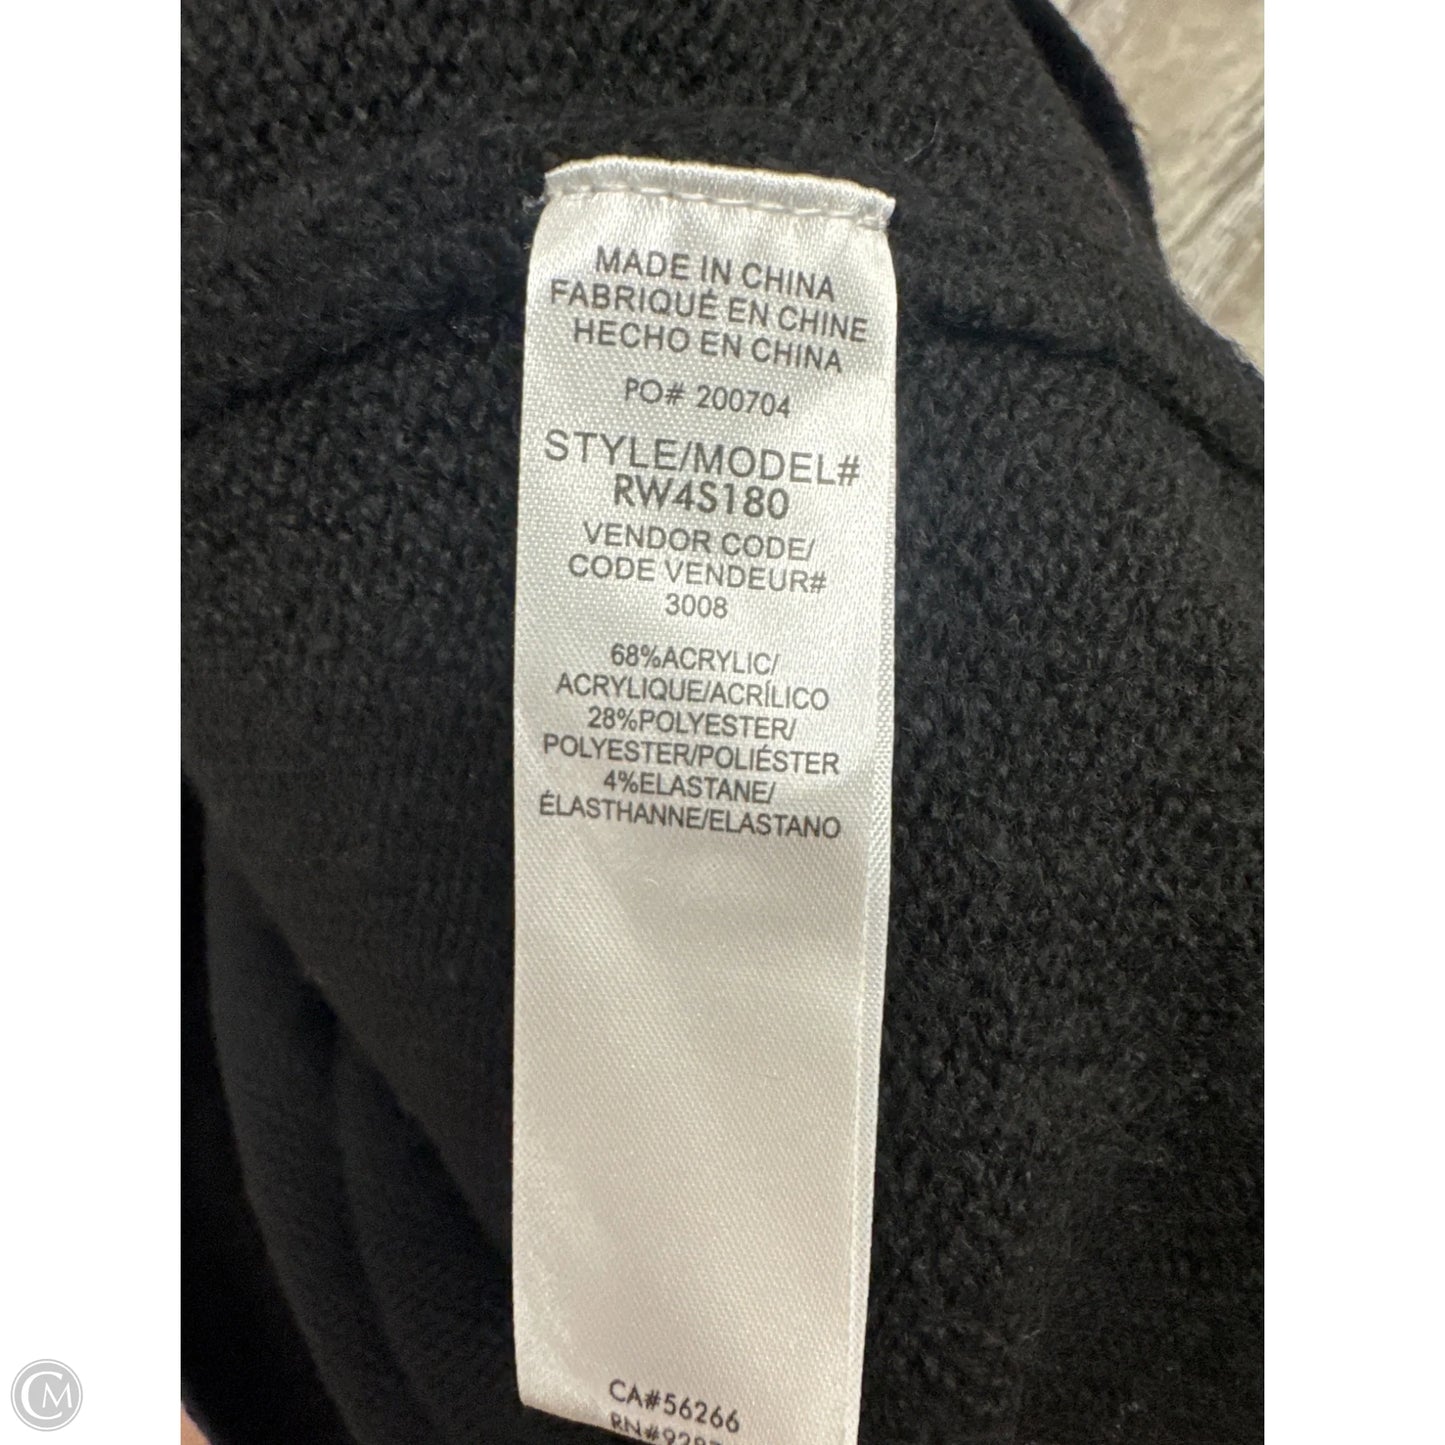 MADE IN CHINA
FABRIQUÉ EN CHINE
HECHO EN CHINA
PO# 200704
STYLE/MODEL#
RW4S180
VENDOR CODE/
CODE VENDEUR#
3008
68%ACRYLIC/
ACRYLIQUE/ACRÍLICO
28%POLYESTER/
POLYESTER/POLIÉSTER
4%ELASTANE/
ÉLASTHANNE/ELASTANO
CA#56266
CM